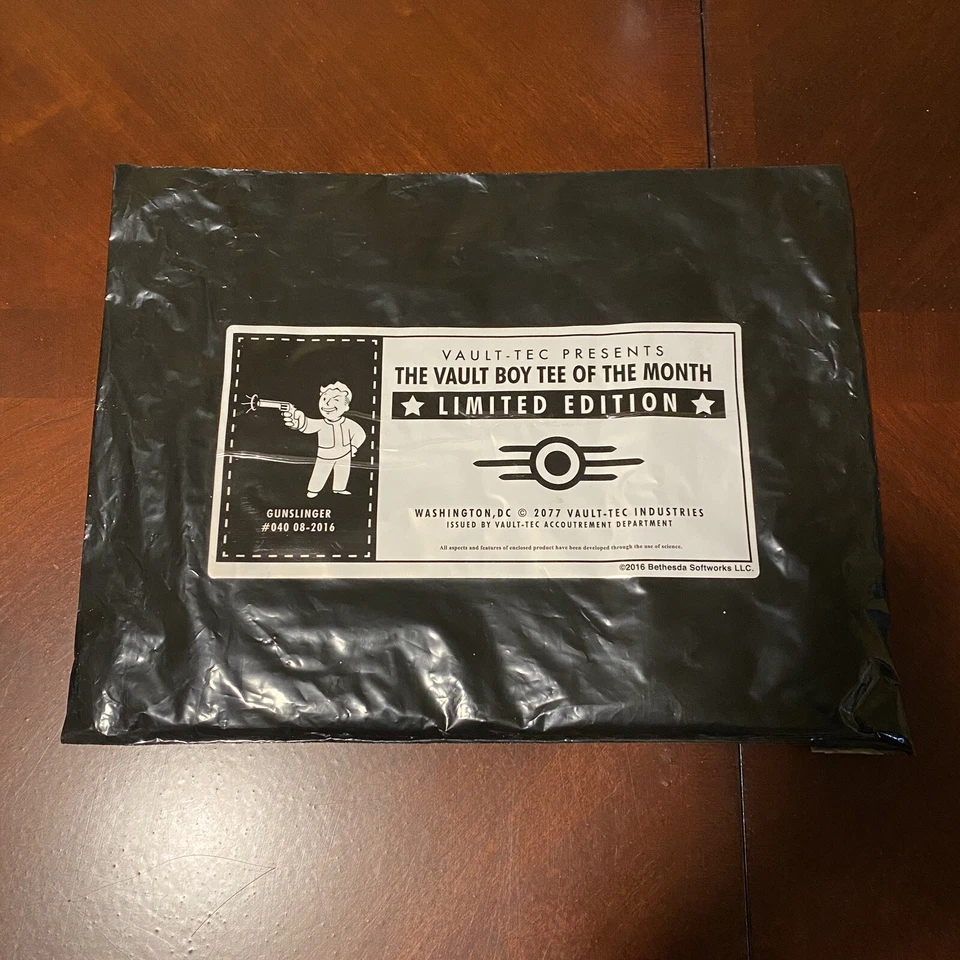 VAULT-TEC PRESENTS
THE VAULT BOY TEE OF THE MONTH
LIMITED EDITION
GUNSLINGER
#040 08-2016
WASHINGTON,DC © 2077 VAULT-TEC INDUSTRIES
ISSUED BY VAULT-TEC ACCOUTREMENT DEPARTMENT
All aspects and features of enclosed product have been developed through the use of science.
©2016 Bethesda Softworks LLC.